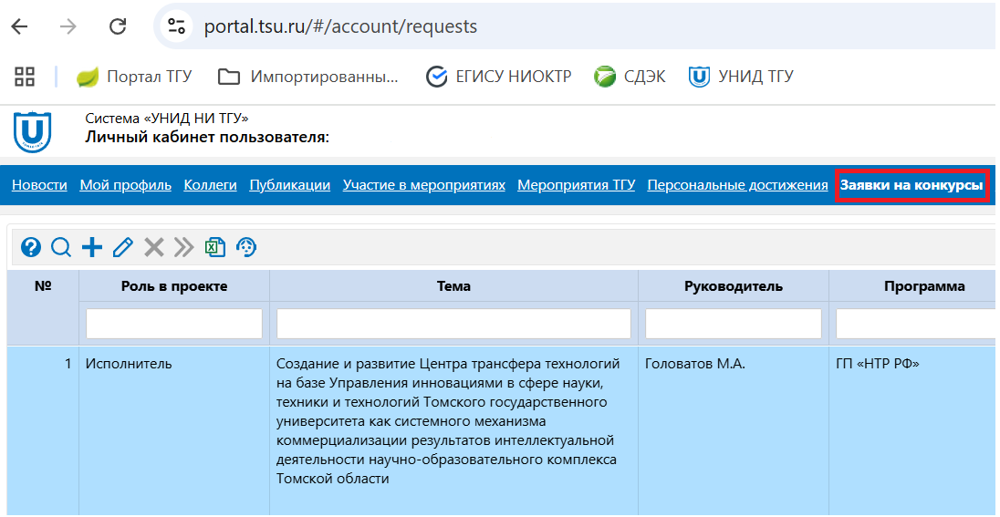 portal.tsu.ru/#/account/requests
Портал ТГУ Импортированны... ЕГИСУ НИОКТР СДЭК УНИД ТГУ
Система «УНИД НИ ТГУ»
Личный кабинет пользователя:
Новости Мой профиль Коллеги Публикации Участие в мероприятиях Мероприятия ТГУ Персональные достижения Заявки на конкурсы
№ Роль в проекте Тема Руководитель Программа
1 Исполнитель Создание и развитие Центра трансфера технологий Головатов М.А. ГП «НТР РФ»
на базе Управления инновациями в сфере науки,
техники и технологий Томского государственного
университета как системного механизма
коммерциализации результатов интеллектуальной
деятельности научно-образовательного комплекса
Томской области